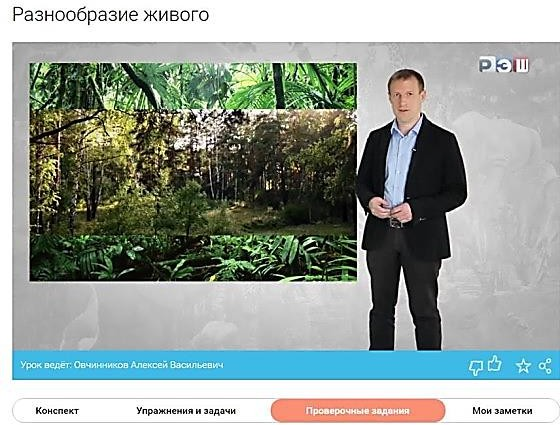 Разнообразие живого
РЭШ
Урок ведёт: Овчинников Алексей Васильевич
Конспект
Упражнения и задачи
Проверочные задания
Мои заметки